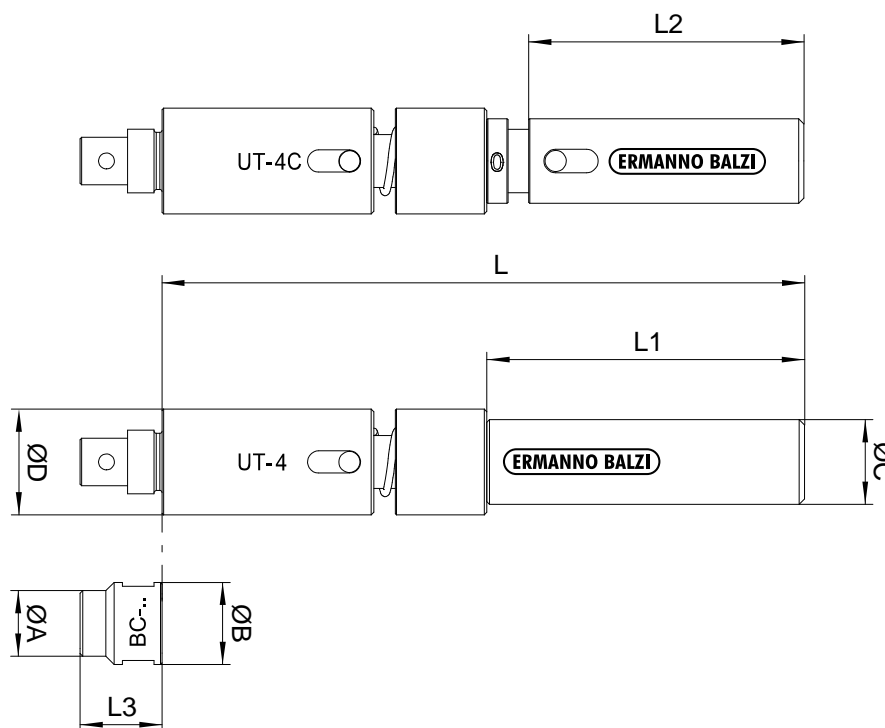 L2
UT-4C
ERMANNO BALZI
L
L1
ØD
UT-4
ERMANNO BALZI
ØC
ØA
BC-..
ØB
L3